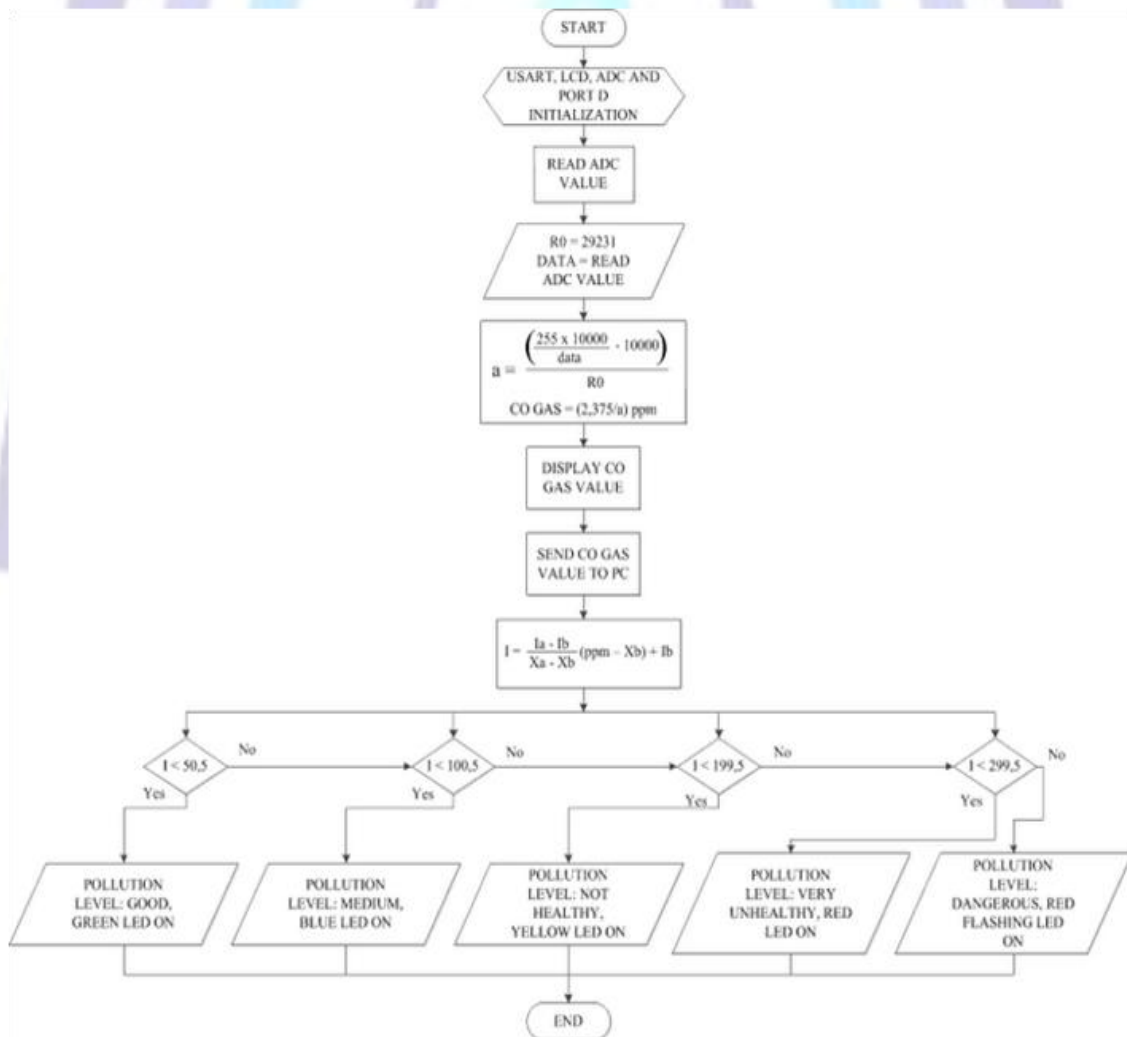 START
USART, LCD, ADC AND
PORT D
INITIALIZATION
READ ADC
VALUE
R0 = 29231
DATA = READ
ADC VALUE
a = ((255 x 10000 / data) - 10000) / R0
CO GAS = (2,375/a) ppm
DISPLAY CO
GAS VALUE
SEND CO GAS
VALUE TO PC
I = (Ia - Ib / Xa - Xb) (ppm – Xb) + Ib
I < 50,5
No
Yes
I < 100,5
No
Yes
I < 199,5
No
Yes
I < 299,5
No
Yes
POLLUTION
LEVEL: GOOD,
GREEN LED ON
POLLUTION
LEVEL: MEDIUM,
BLUE LED ON
POLLUTION
LEVEL: NOT
HEALTHY,
YELLOW LED ON
POLLUTION
LEVEL: VERY
UNHEALTHY, RED
LED ON
POLLUTION
LEVEL:
DANGEROUS, RED
FLASHING LED
ON
END